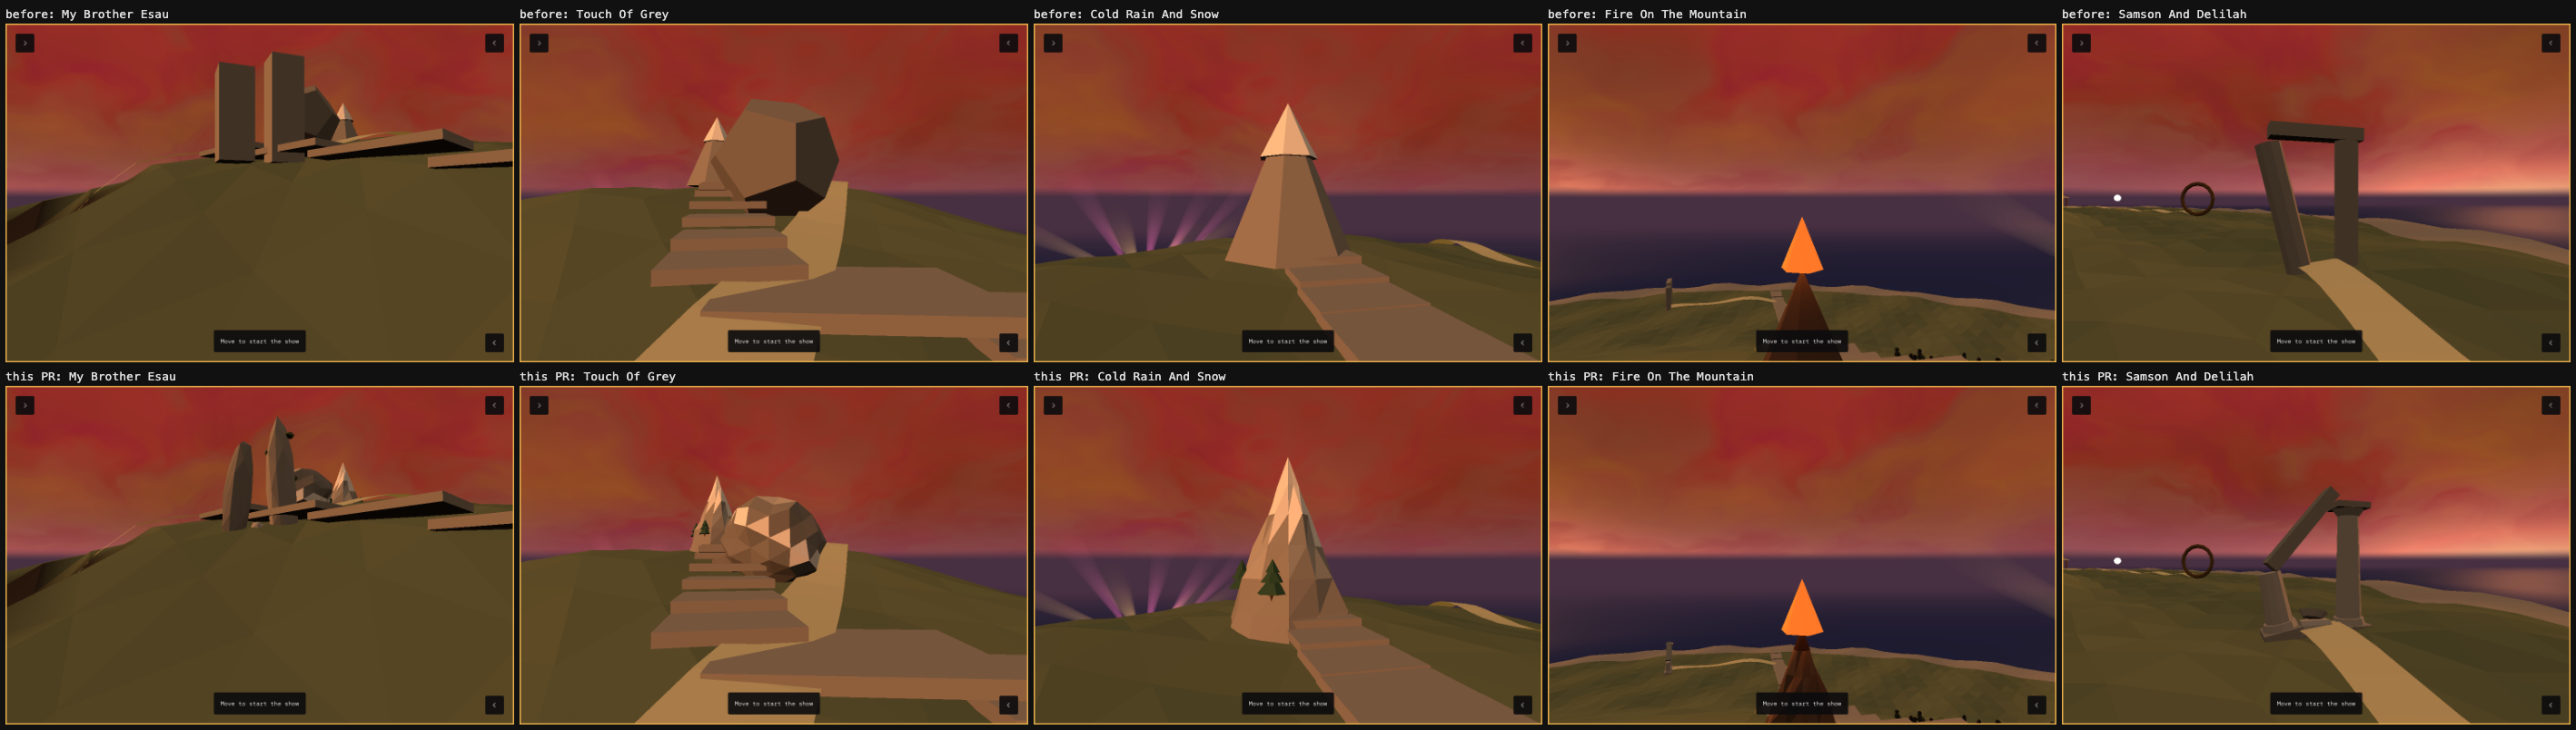 before: My Brother Esau
before: Touch Of Grey
before: Cold Rain And Snow
before: Fire On The Mountain
before: Samson And Delilah
Move to start the show
Move to start the show
Move to start the show
Move to start the show
Move to start the show
this PR: My Brother Esau
this PR: Touch Of Grey
this PR: Cold Rain And Snow
this PR: Fire On The Mountain
this PR: Samson And Delilah
Move to start the show
Move to start the show
Move to start the show
Move to start the show
Move to start the show